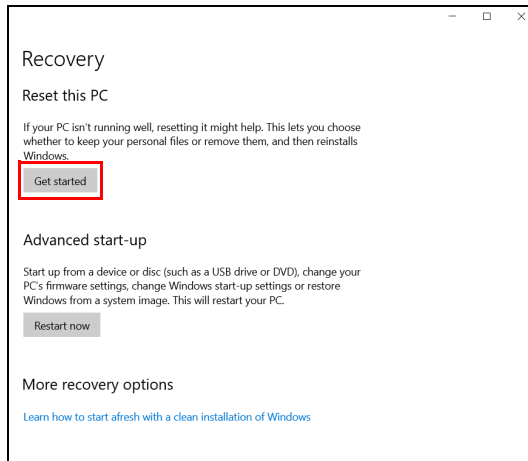 Recovery
Reset this PC
If your PC isn't running well, resetting it might help. This lets you choose
whether to keep your personal files or remove them, and then reinstalls
Windows.
Get started
Advanced start-up
Start up from a device or disc (such as a USB drive or DVD), change your
PC's firmware settings, change Windows start-up settings or restore
Windows from a system image. This will restart your PC.
Restart now
More recovery options
Learn how to start afresh with a clean installation of Windows